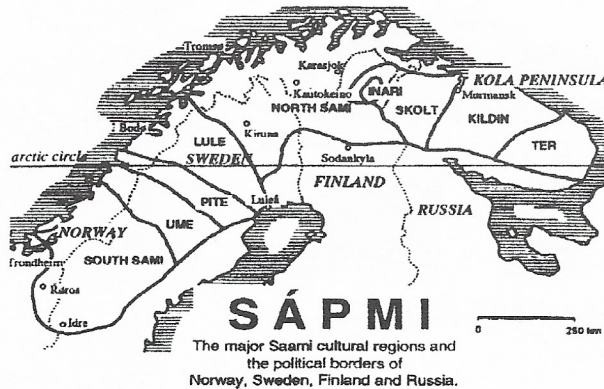 Tromsø
Karasjok
Kautokeino
NORTH SAMI
INARI
SKOLT
KOLA PENINSULA
Murmansk
KILDIN
TER
Bodø
LULE
SWEDEN
Kiruna
Sodankyla
arctic circle
FINLAND
RUSSIA
PITE
Luleå
UME
NORWAY
Trondheim
SOUTH SAMI
Røros
Idre
SÁPMI
0 250 km
The major Saami cultural regions and
the political borders of
Norway, Sweden, Finland and Russia.